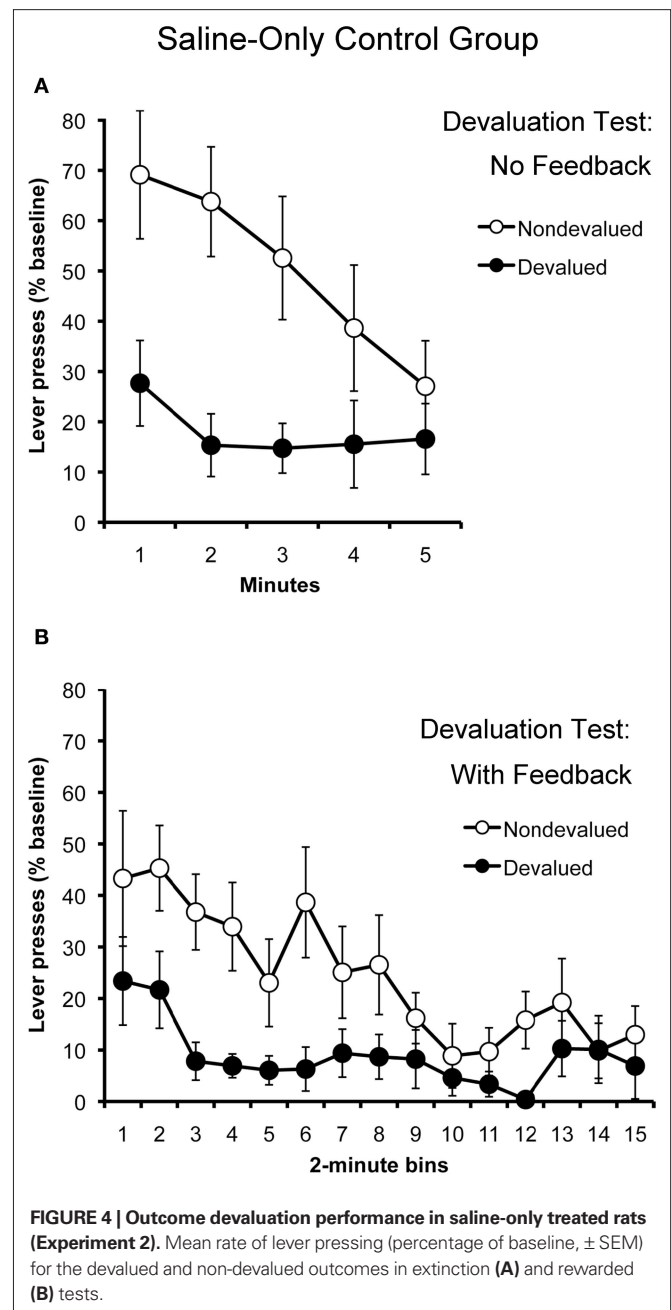 Saline-Only Control Group
A
Devaluation Test:
No Feedback
Nondevalued
Devalued
Lever presses (% baseline)
80
70
60
50
40
30
20
10
0
1 2 3 4 5
Minutes
B
Devaluation Test:
With Feedback
Nondevalued
Devalued
Lever presses (% baseline)
80
70
60
50
40
30
20
10
0
1 2 3 4 5 6 7 8 9 10 11 12 13 14 15
2-minute bins
FIGURE 4 | Outcome devaluation performance in saline-only treated rats
(Experiment 2). Mean rate of lever pressing (percentage of baseline, ± SEM)
for the devalued and non-devalued outcomes in extinction (A) and rewarded
(B) tests.